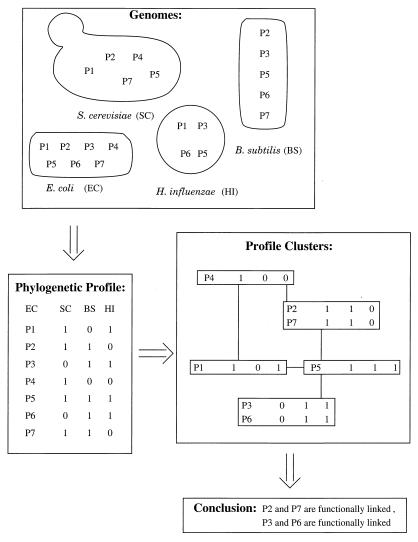 Genomes:
P2 P4
P1 P7 P5
S. cerevisiae (SC)
P2
P3
P5
P6
P7
B. subtilis (BS)
P1 P3
P6 P5
H. influenzae (HI)
P1 P2 P3 P4
P5 P6 P7
E. coli (EC)
Phylogenetic Profile:
EC SC BS HI
P1 1 0 1
P2 1 1 0
P3 0 1 1
P4 1 0 0
P5 1 1 1
P6 0 1 1
P7 1 1 0
Profile Clusters:
P4 1 0 0
P2 1 1 0
P7 1 1 0
P1 1 0 1
P5 1 1 1
P3 0 1 1
P6 0 1 1
Conclusion: P2 and P7 are functionally linked ,
P3 and P6 are functionally linked